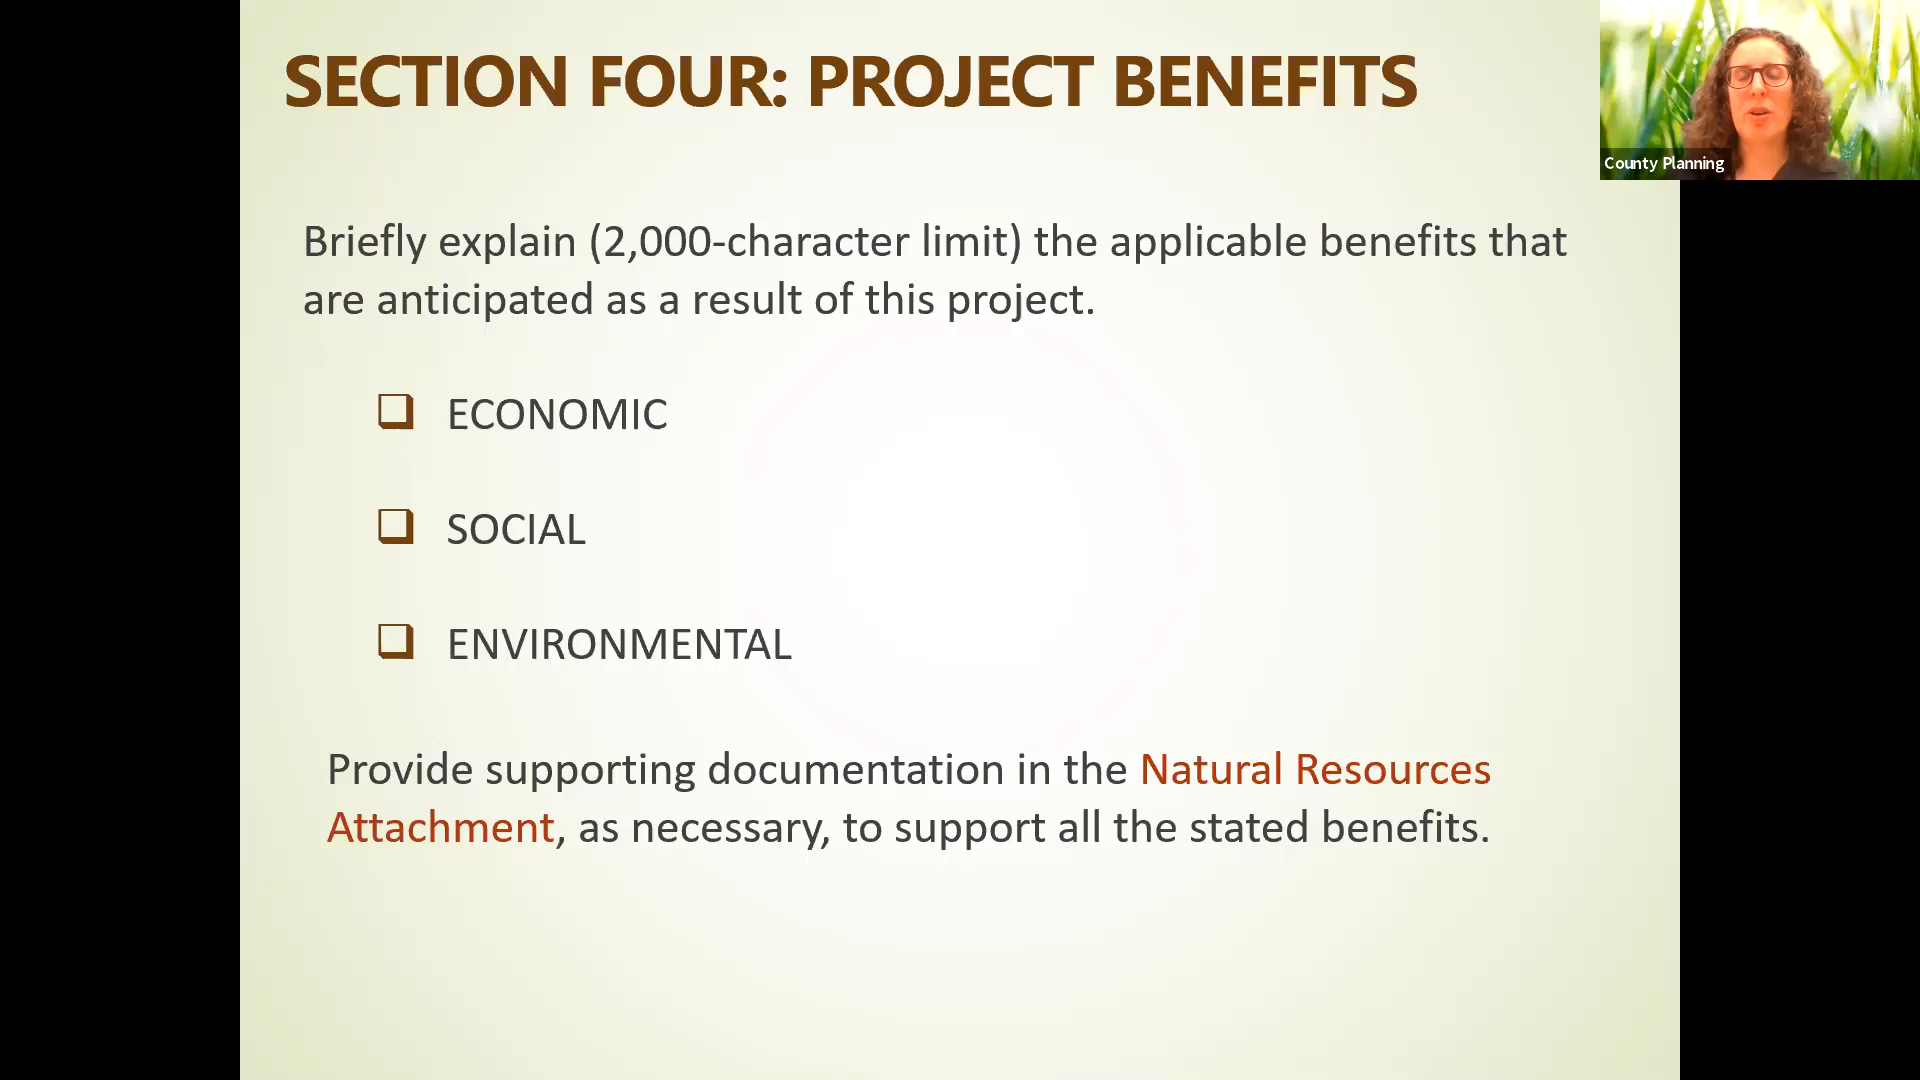 SECTION FOUR: PROJECT BENEFITS
County Planning
Briefly explain (2,000-character limit) the applicable benefits that
are anticipated as a result of this project.
ECONOMIC
SOCIAL
ENVIRONMENTAL
Provide supporting documentation in the Natural Resources
Attachment, as necessary, to support all the stated benefits.